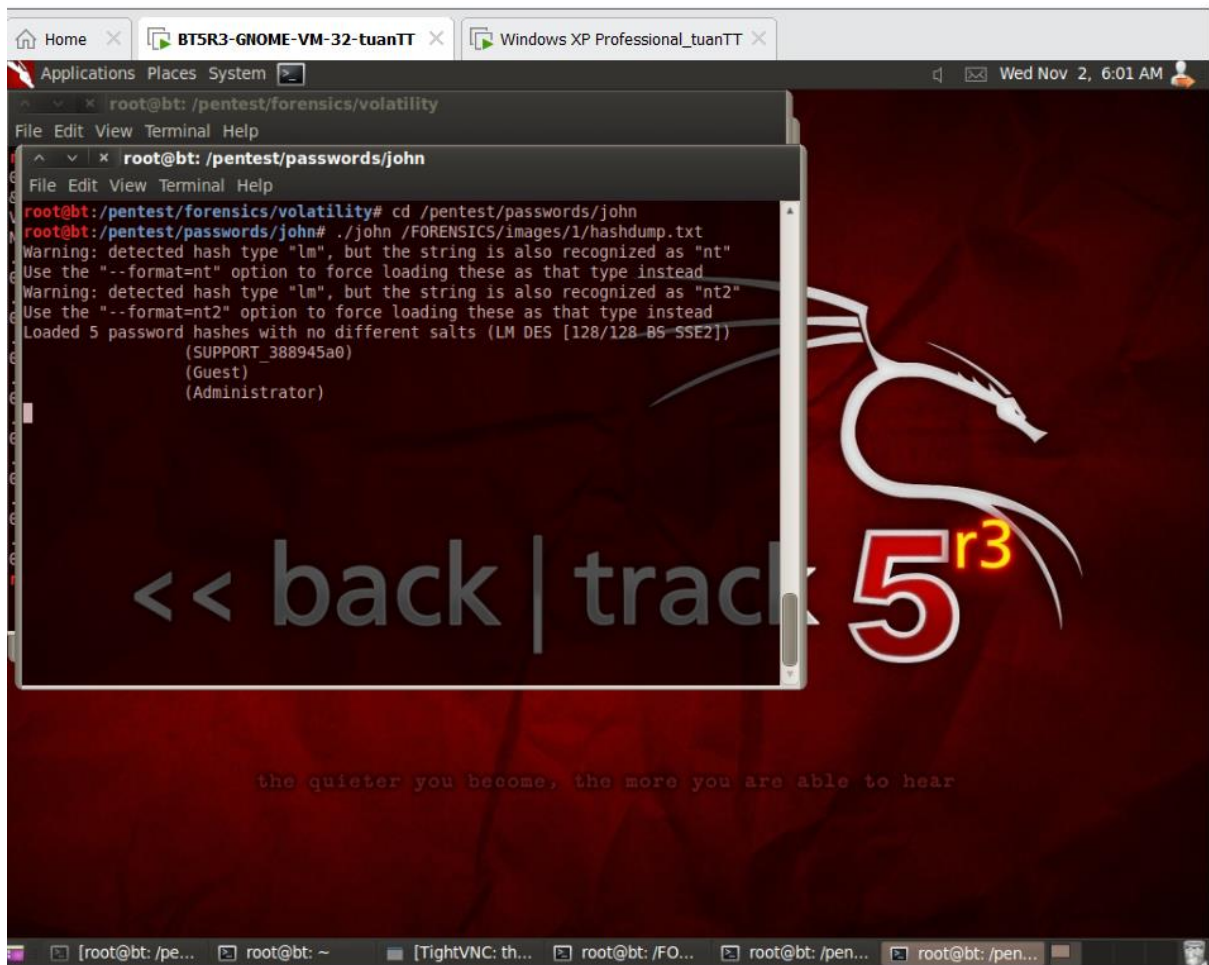 Home
BT5R3-GNOME-VM-32-tuanTT
Windows XP Professional_tuanTT
Applications Places System
Wed Nov 2, 6:01 AM
root@bt: /pentest/forensics/volatility
File Edit View Terminal Help
root@bt: /pentest/passwords/john
File Edit View Terminal Help
root@bt:/pentest/forensics/volatility# cd /pentest/passwords/john
root@bt:/pentest/passwords/john# ./john /FORENSICS/images/1/hashdump.txt
Warning: detected hash type "lm", but the string is also recognized as "nt"
Use the "--format=nt" option to force loading these as that type instead
Warning: detected hash type "lm", but the string is also recognized as "nt2"
Use the "--format=nt2" option to force loading these as that type instead
Loaded 5 password hashes with no different salts (LM DES [128/128 BS SSE2])
(SUPPORT_388945a0)
(Guest)
(Administrator)
<< back | track 5 r3
the quieter you become, the more you are able to hear
[root@bt: /pe... root@bt: ~ [TightVNC: th... root@bt: /FO... root@bt: /pen... root@bt: /pen...